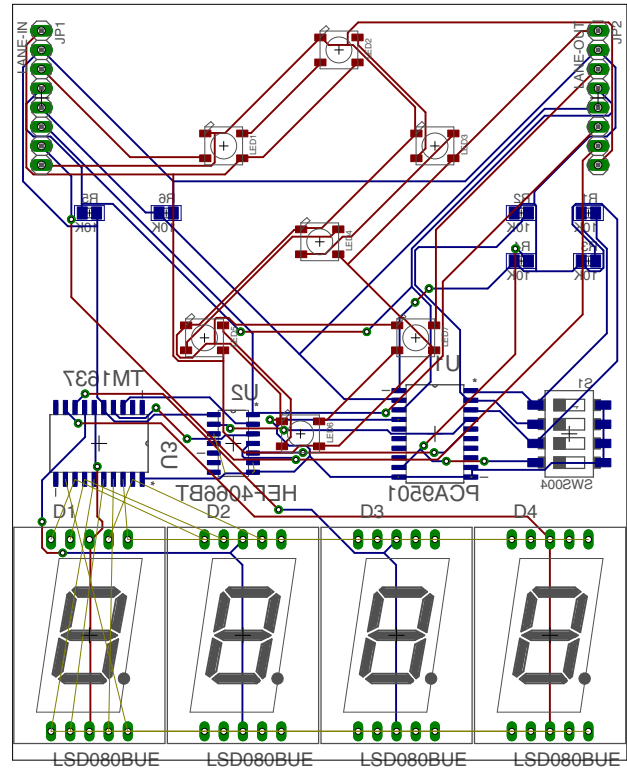 LANE-IN
JP1
LED2
LANE-OUT
JP2
LED1
LED3
R5
10K
R6
10K
R2
10K
R1
10K
LED4
R4
10K
R3
10K
LED5
LED7
U1
TM1637
U2
S1
U3
LED6
HEF4066BT
PCA9501
SWS004
D1
D2
D3
D4
LSD080BUE
LSD080BUE
LSD080BUE
LSD080BUE